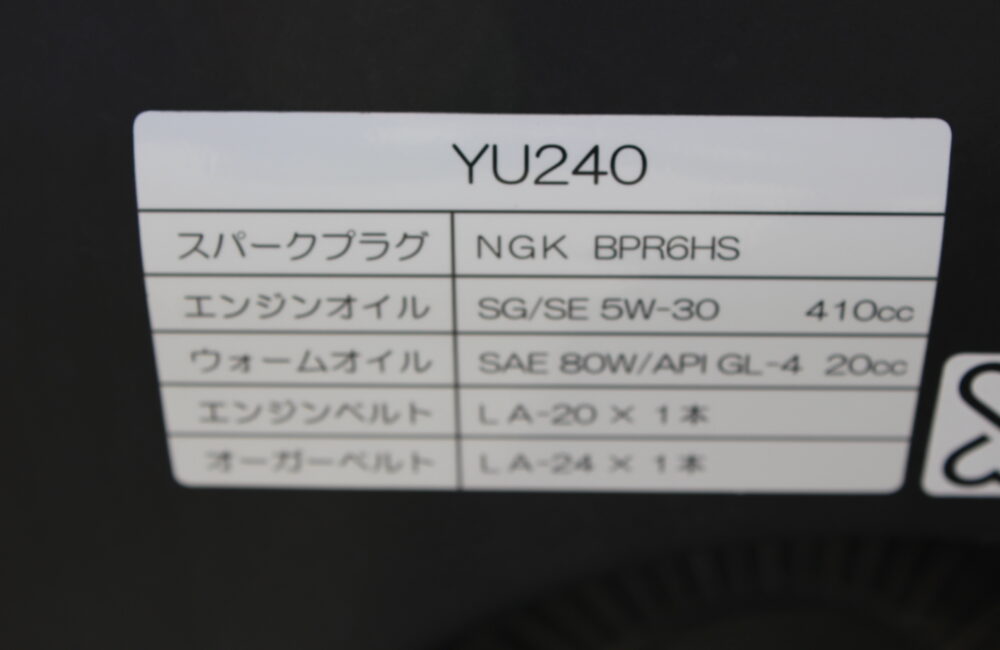 YU240
スパークプラグ NGK BPR6HS
エンジンオイル SG/SE 5W-30 410cc
ウォームオイル SAE 80W/API GL-4 20cc
エンジンベルト LA-20 × 1本
オーガーベルト LA-24 × 1本